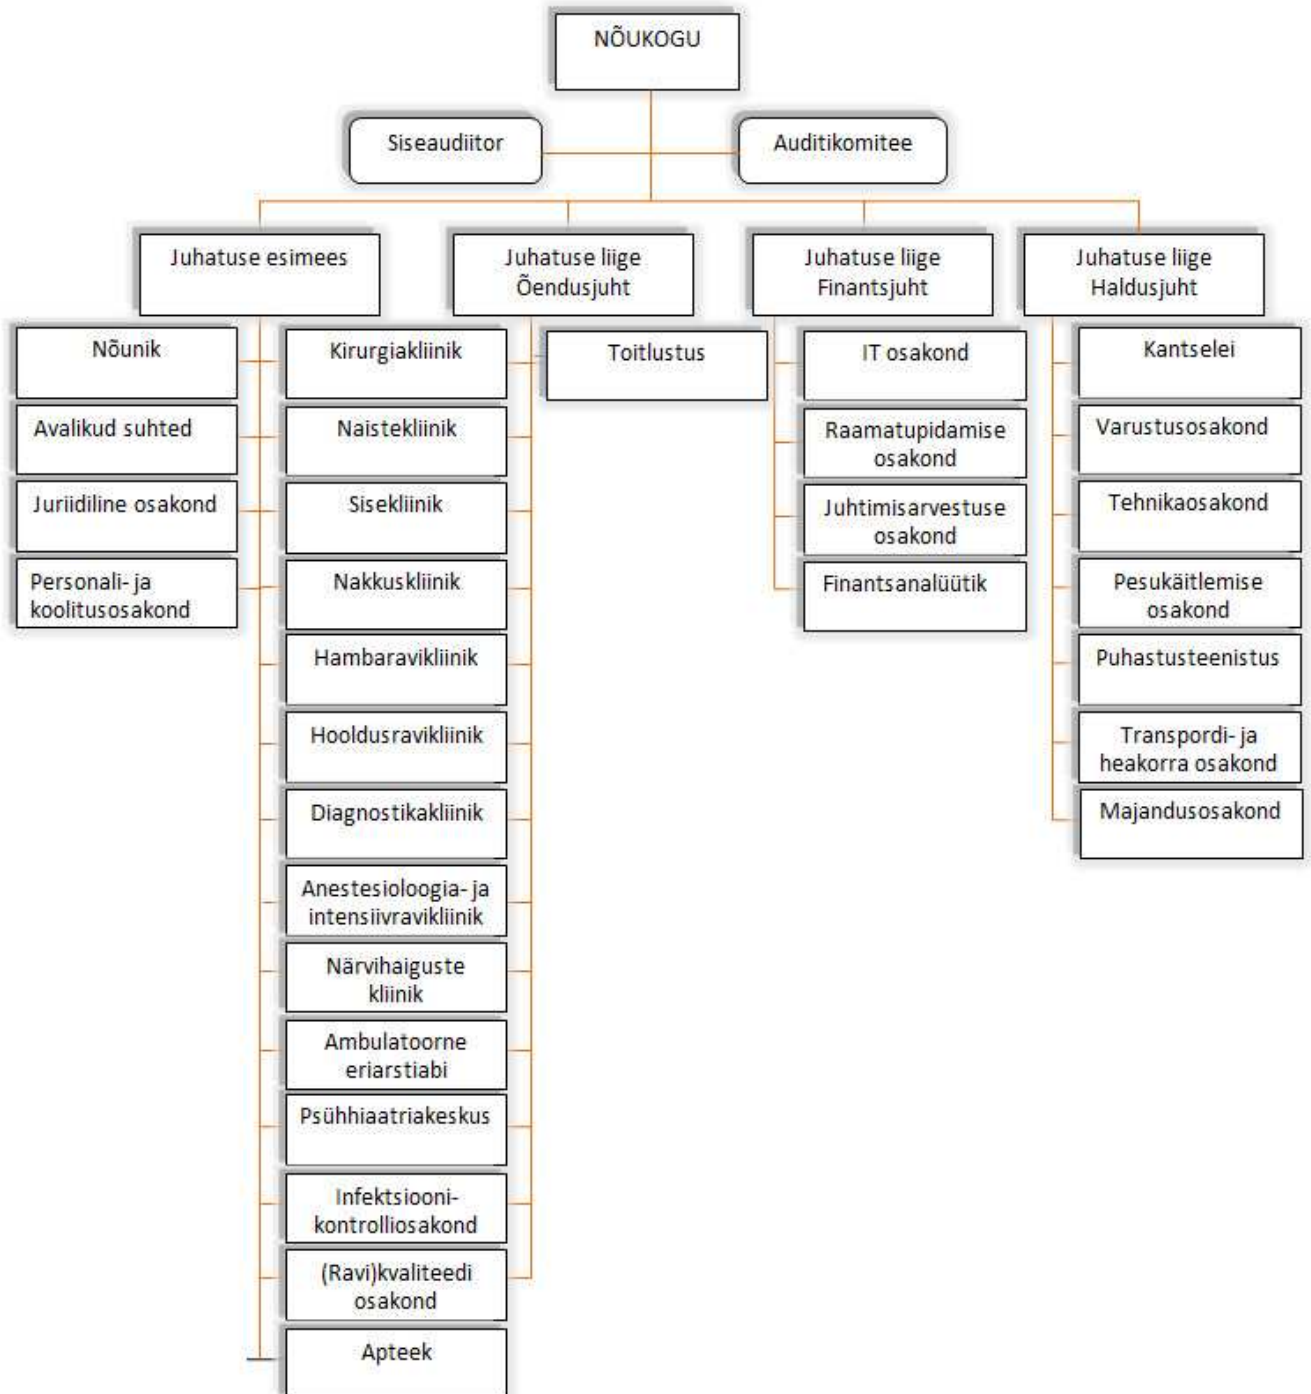 NÕUKOGU
Siseaudiitor
Auditikomitee
Juhatuse esimees
Juhatuse liige
Õendusjuht
Juhatuse liige
Finantsjuht
Juhatuse liige
Haldusjuht
Nõunik
Avalikud suhted
Juriidiline osakond
Personali- ja
koolitusosakond
Kirurgiakliinik
Naistekliinik
Sisekliinik
Nakkuskliinik
Hambaravikliinik
Hooldusravikliinik
Diagnostikakliinik
Anestesioloogia- ja
intensiivravikliinik
Närvihaiguste
kliinik
Ambulatoorne
eriarstiabi
Psühhiaatriakeskus
Infektsiooni-
kontrolliosakond
(Ravi)kvaliteedi
osakond
Apteek
Toitlustus
IT osakond
Raamatupidamise
osakond
Juhtimisarvestuse
osakond
Finantsanalüütik
Kantselei
Varustusosakond
Tehnikaosakond
Pesukäitlemise
osakond
Puhastusteenistus
Transpordi- ja
heakorra osakond
Majandusosakond